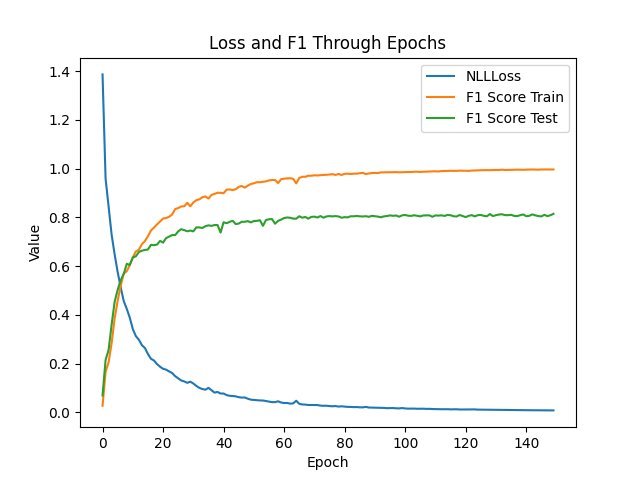 Loss and F1 Through Epochs
NLLLoss
F1 Score Train
F1 Score Test
Value
1.4
1.2
1.0
0.8
0.6
0.4
0.2
0.0
0 20 40 60 80 100 120 140
Epoch